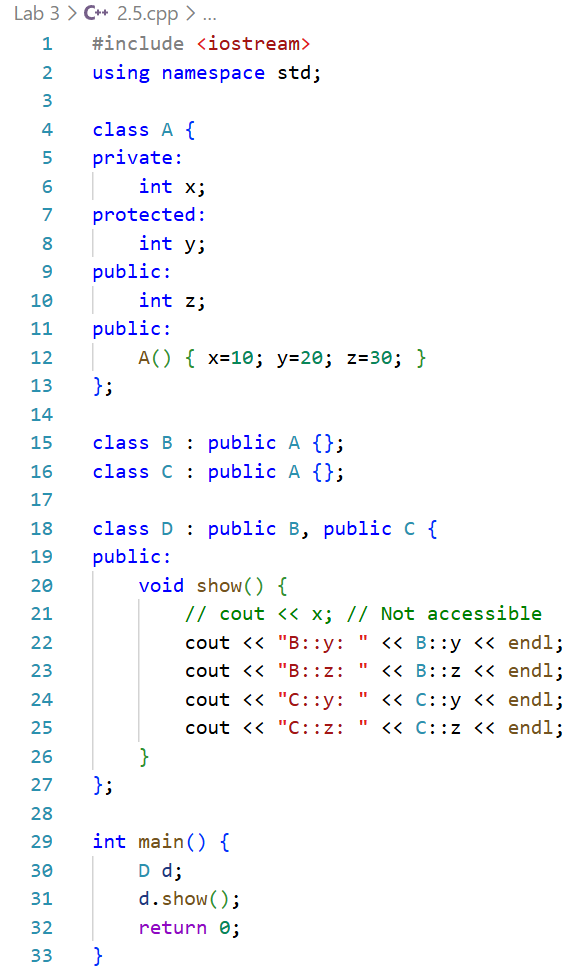 Lab 3 > C++ 2.5.cpp > ...
1 #include <iostream>
2 using namespace std;
3
4 class A {
5 private:
6     int x;
7 protected:
8     int y;
9 public:
10     int z;
11 public:
12     A() { x=10; y=20; z=30; }
13 };
14
15 class B : public A {};
16 class C : public A {};
17
18 class D : public B, public C {
19 public:
20     void show() {
21         // cout << x; // Not accessible
22         cout << "B::y: " << B::y << endl;
23         cout << "B::z: " << B::z << endl;
24         cout << "C::y: " << C::y << endl;
25         cout << "C::z: " << C::z << endl;
26     }
27 };
28
29 int main() {
30     D d;
31     d.show();
32     return 0;
33 }